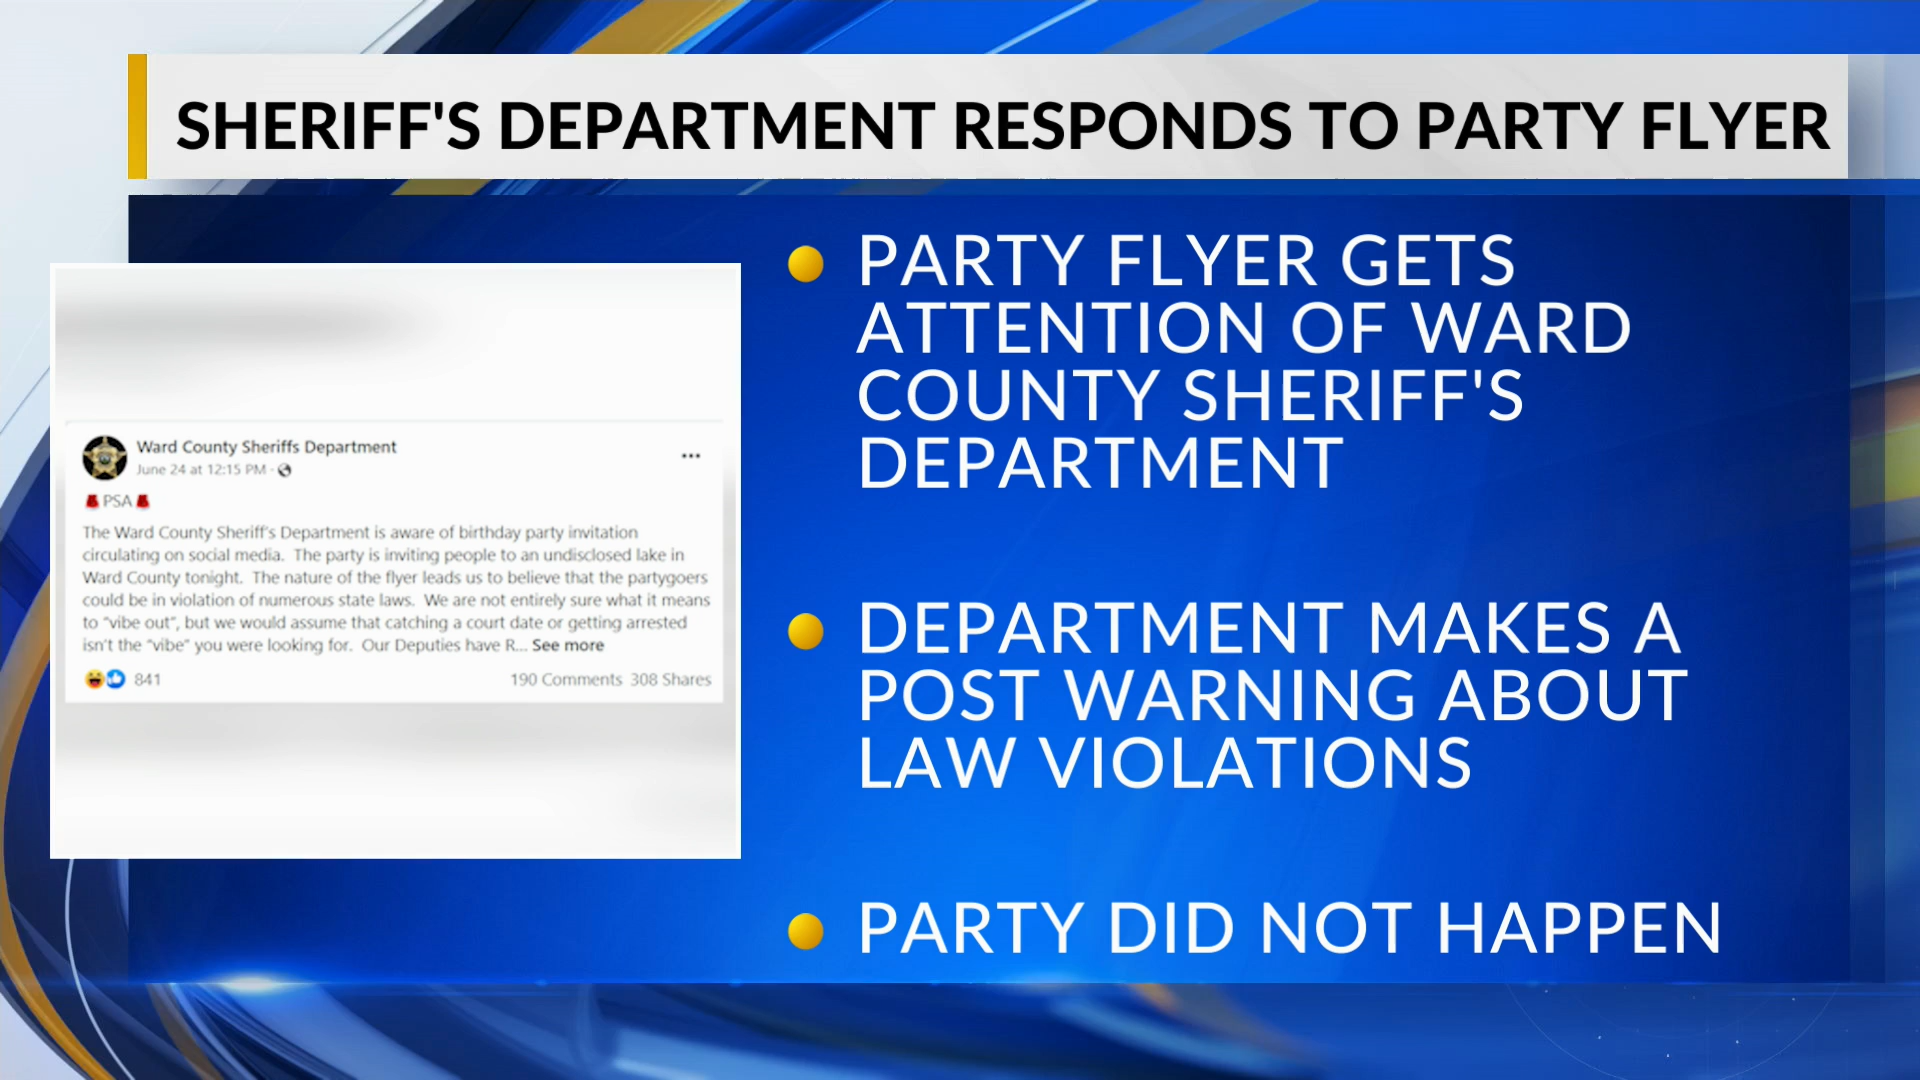 SHERIFF'S DEPARTMENT RESPONDS TO PARTY FLYER
Ward County Sheriffs Department
June 24 at 12:15 PM ·
PSA
The Ward County Sheriff's Department is aware of birthday party invitation
circulating on social media. The party is inviting people to an undisclosed lake in
Ward County tonight. The nature of the flyer leads us to believe that the partygoers
could be in violation of numerous state laws. We are not entirely sure what it means
to "vibe out", but we would assume that catching a court date or getting arrested
isn't the "vibe" you were looking for. Our Deputies have R... See more
841
190 Comments 308 Shares
PARTY FLYER GETS
ATTENTION OF WARD
COUNTY SHERIFF'S
DEPARTMENT
DEPARTMENT MAKES A
POST WARNING ABOUT
LAW VIOLATIONS
PARTY DID NOT HAPPEN